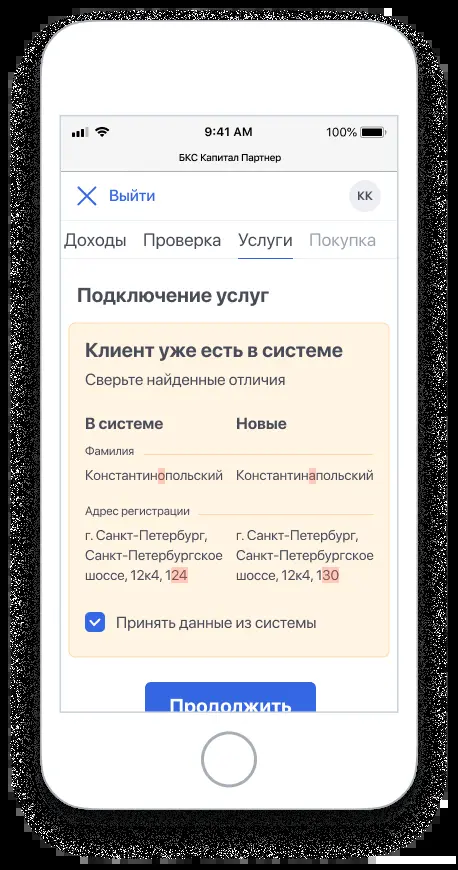 9:41 AM 100%
БКС Капитал Партнер
Выйти КК
Доходы Проверка Услуги Покупка
Подключение услуг
Клиент уже есть в системе
Сверьте найденные отличия
В системе Новые
Фамилия
Константинопольский Константинапольский
Адрес регистрации
г. Санкт-Петербург, г. Санкт-Петербург,
Санкт-Петербургское Санкт-Петербургское
шоссе, 12к4, 124 шоссе, 12к4, 130
Принять данные из системы
Продолжить